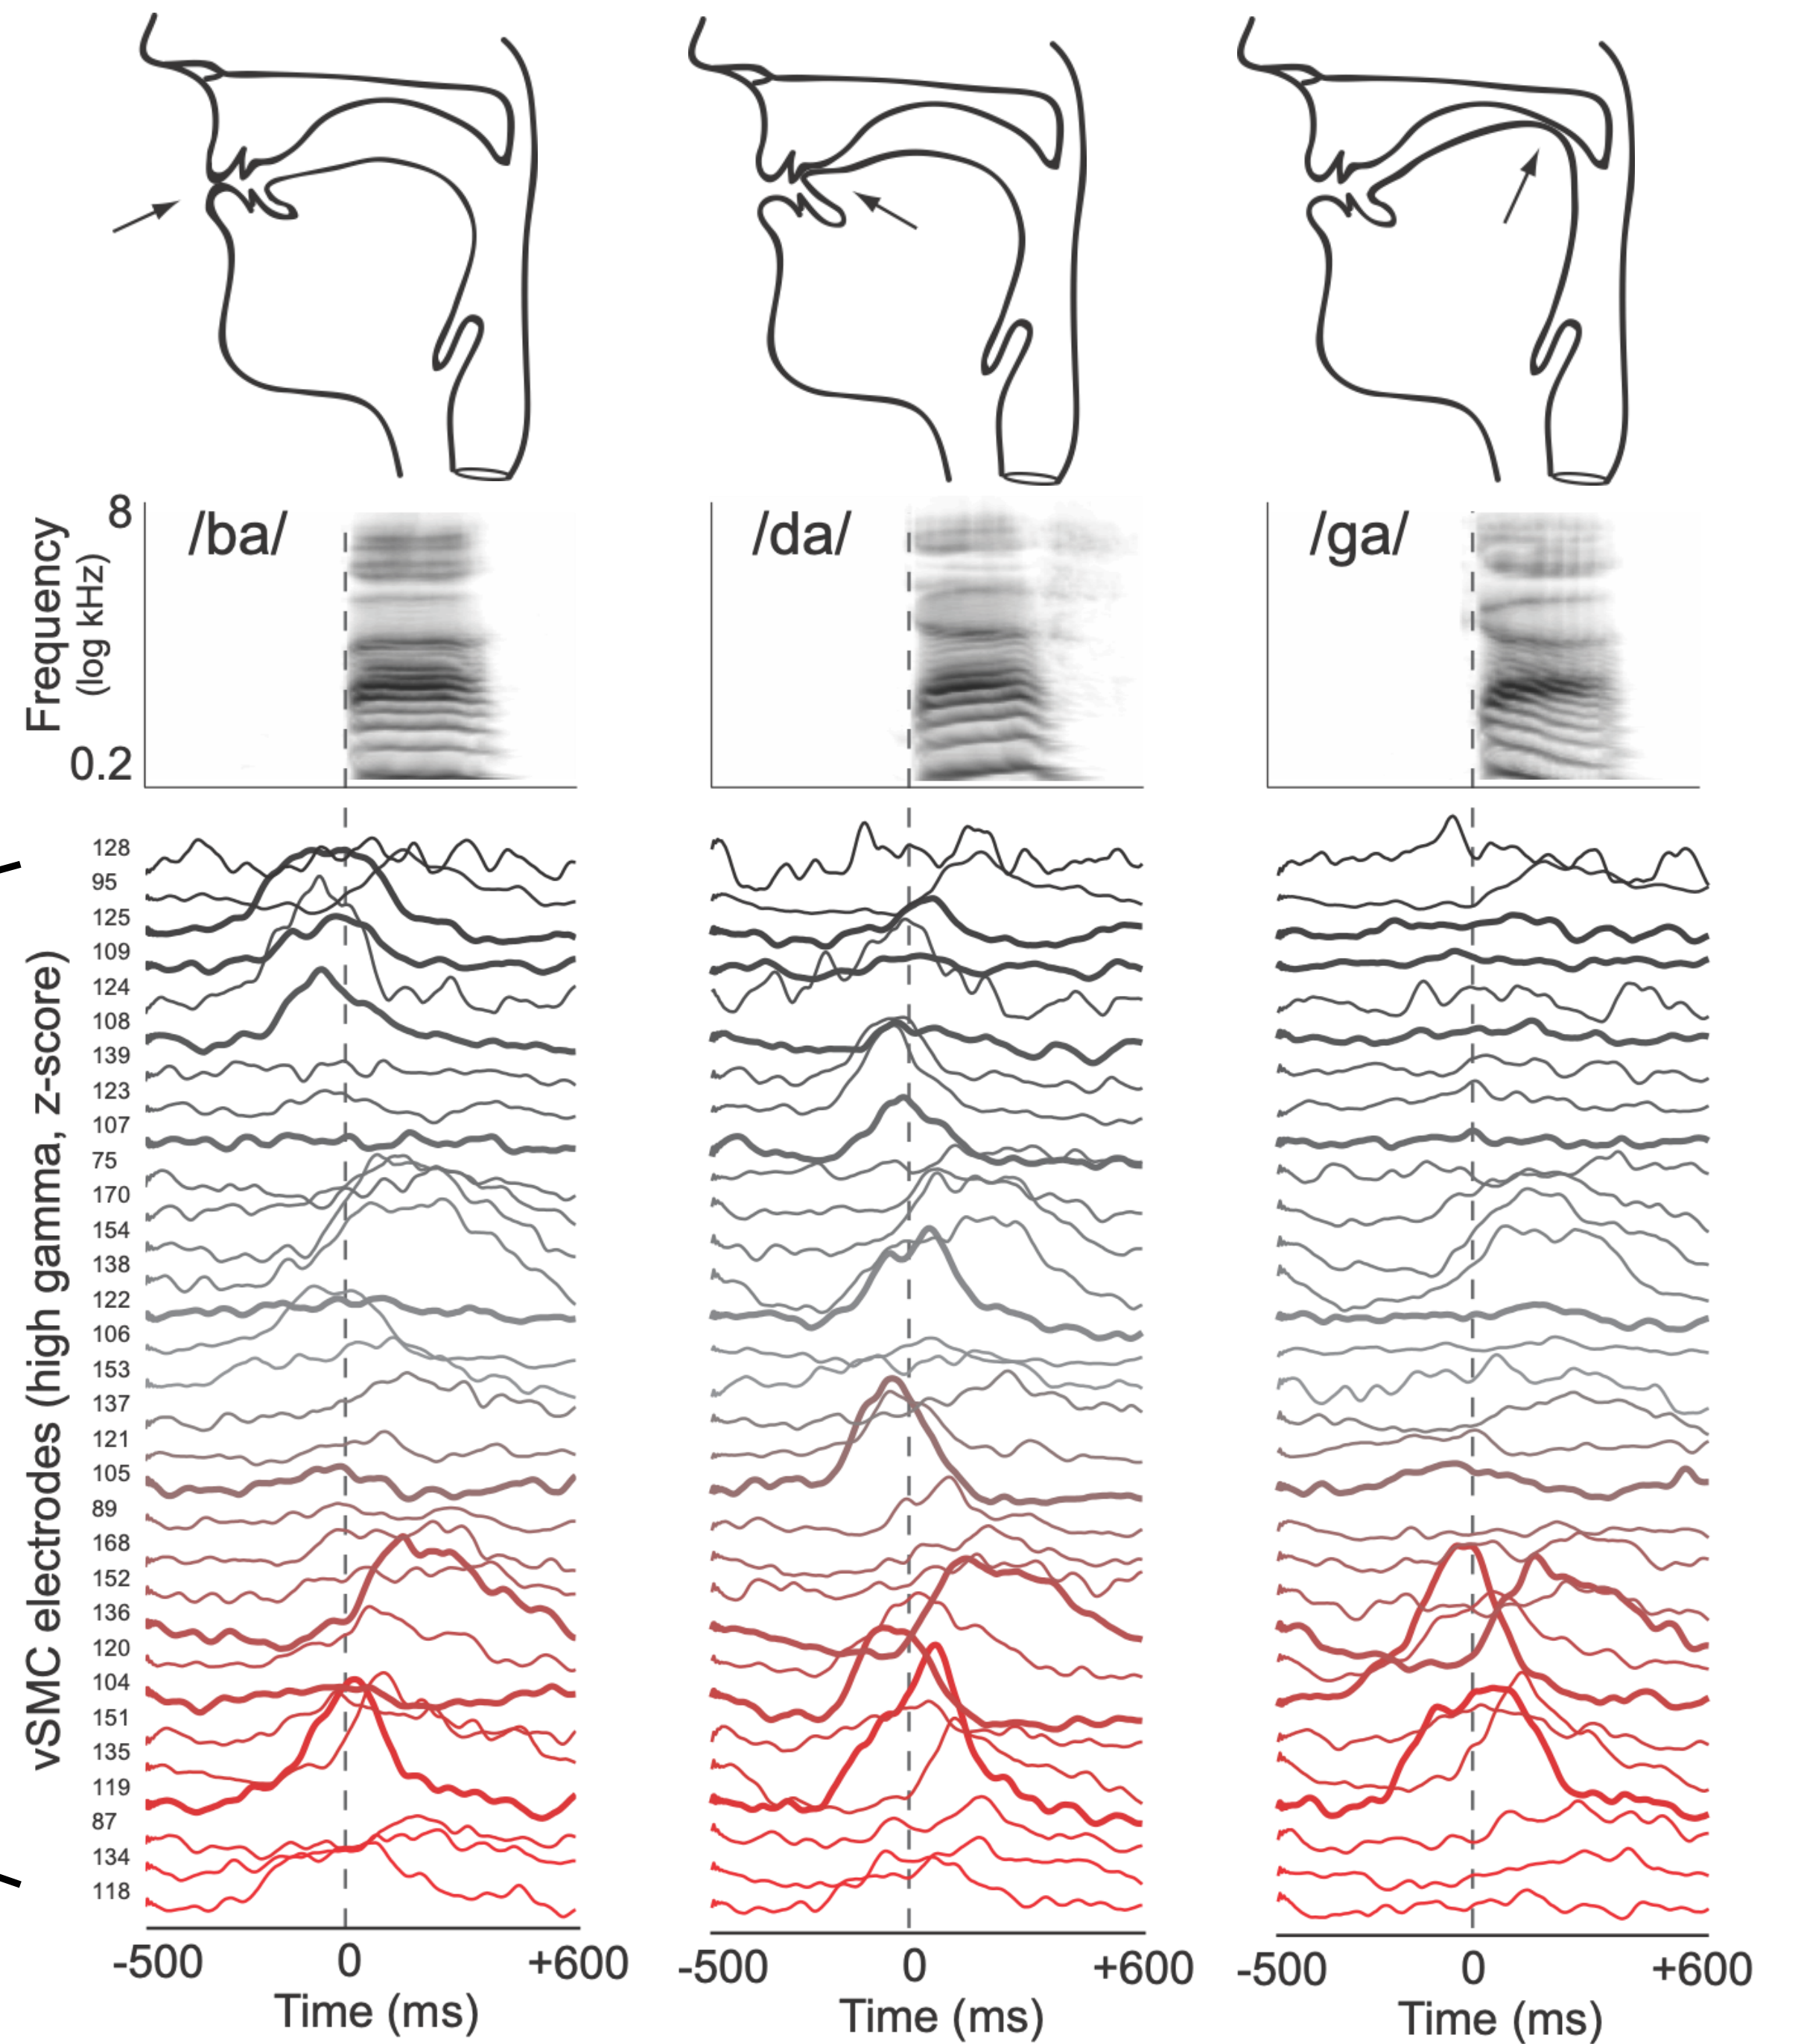 8
Frequency
(log kHz)
0.2
/ba/
/da/
/ga/
vSMC electrodes (high gamma, z-score)
128
95
125
109
124
108
139
123
107
75
170
154
138
122
106
153
137
121
105
89
168
152
136
120
104
151
135
119
87
134
118
-500 0 +600
Time (ms)
-500 0 +600
Time (ms)
-500 0 +600
Time (ms)